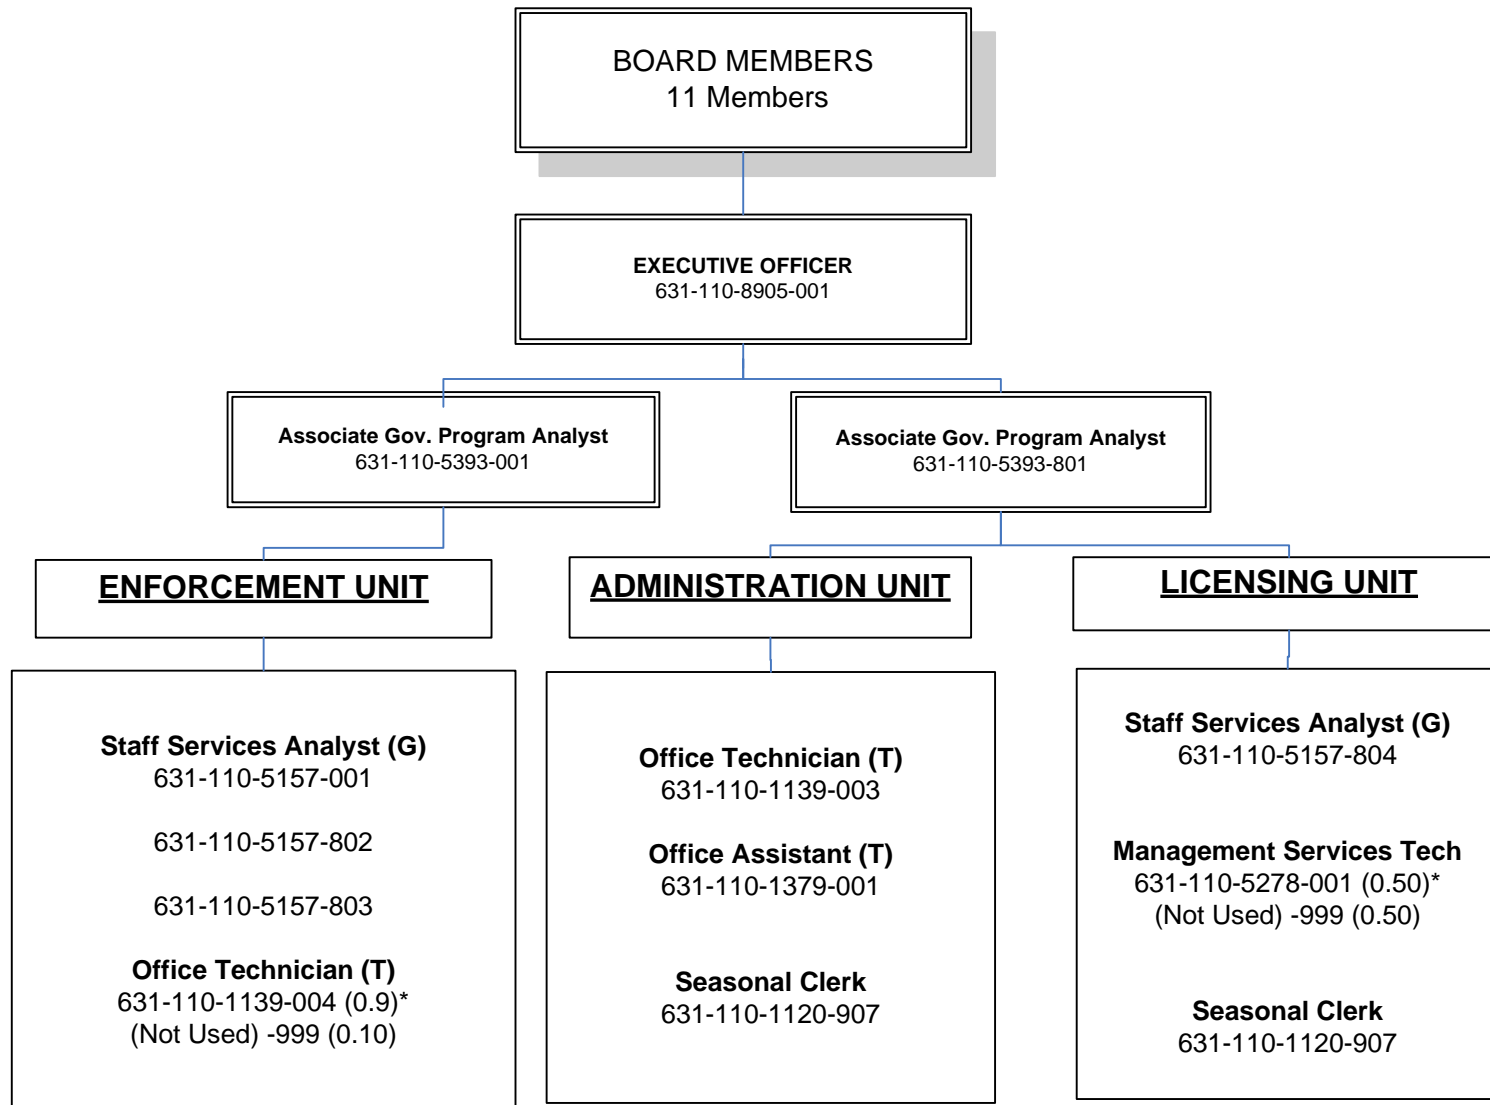 BOARD MEMBERS
11 Members
EXECUTIVE OFFICER
631-110-8905-001
Associate Gov. Program Analyst
631-110-5393-001
Associate Gov. Program Analyst
631-110-5393-801
ENFORCEMENT UNIT
Staff Services Analyst (G)
631-110-5157-001
631-110-5157-802
631-110-5157-803
Office Technician (T)
631-110-1139-004 (0.9)*
(Not Used) -999 (0.10)
ADMINISTRATION UNIT
Office Technician (T)
631-110-1139-003
Office Assistant (T)
631-110-1379-001
Seasonal Clerk
631-110-1120-907
LICENSING UNIT
Staff Services Analyst (G)
631-110-5157-804
Management Services Tech
631-110-5278-001 (0.50)*
(Not Used) -999 (0.50)
Seasonal Clerk
631-110-1120-907